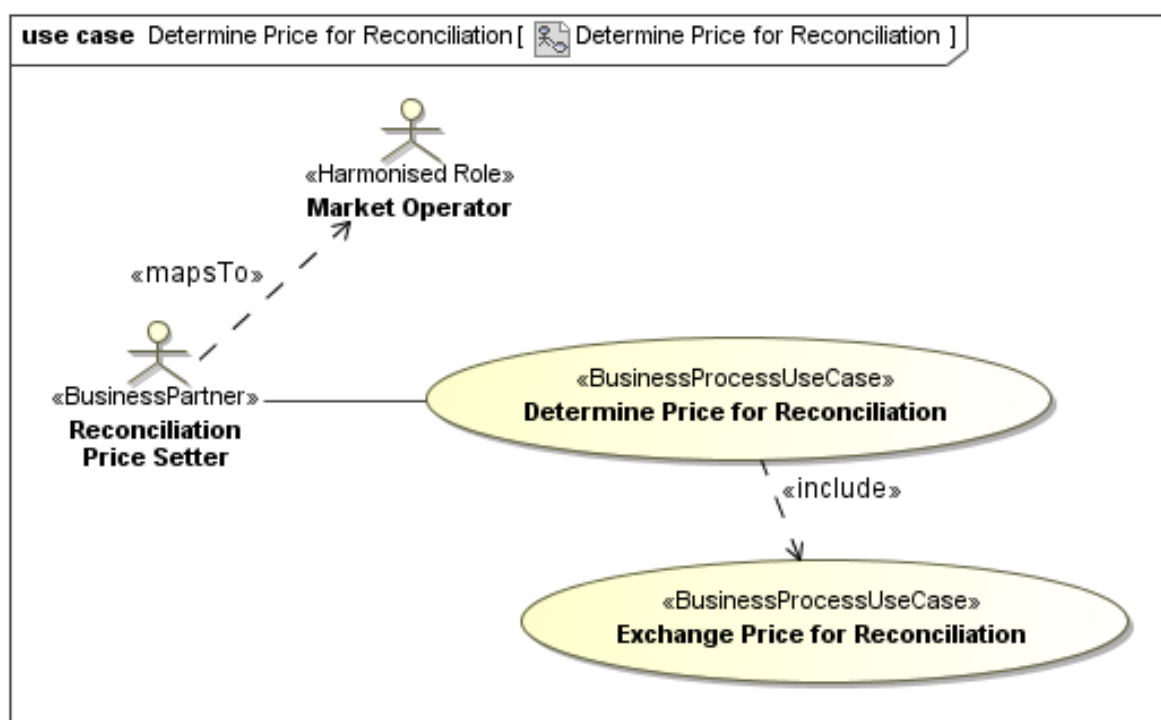 use case Determine Price for Reconciliation [ Determine Price for Reconciliation ]
«Harmonised Role»
Market Operator
«mapsTo»
«BusinessPartner»
Reconciliation
Price Setter
«BusinessProcessUseCase»
Determine Price for Reconciliation
«include»
«BusinessProcessUseCase»
Exchange Price for Reconciliation